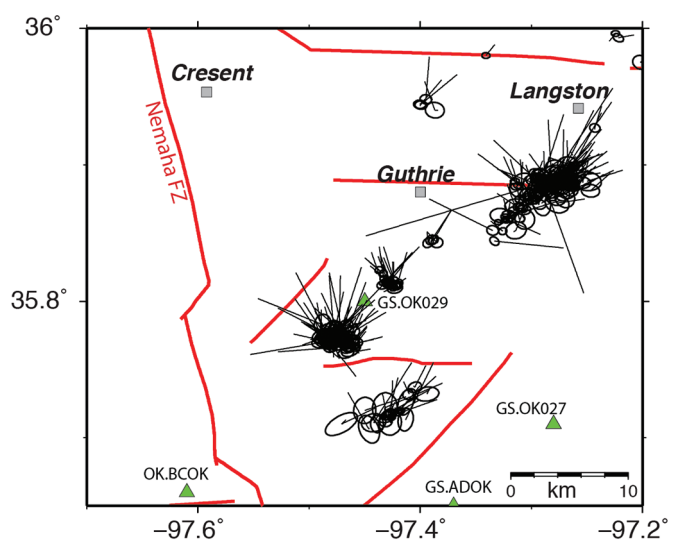 36°
Cresent
Langston
Nemaha FZ
Guthrie
35.8°
GS.OK029
GS.OK027
OK.BCOK
GS.ADOK
0 km 10
−97.6° −97.4° −97.2°